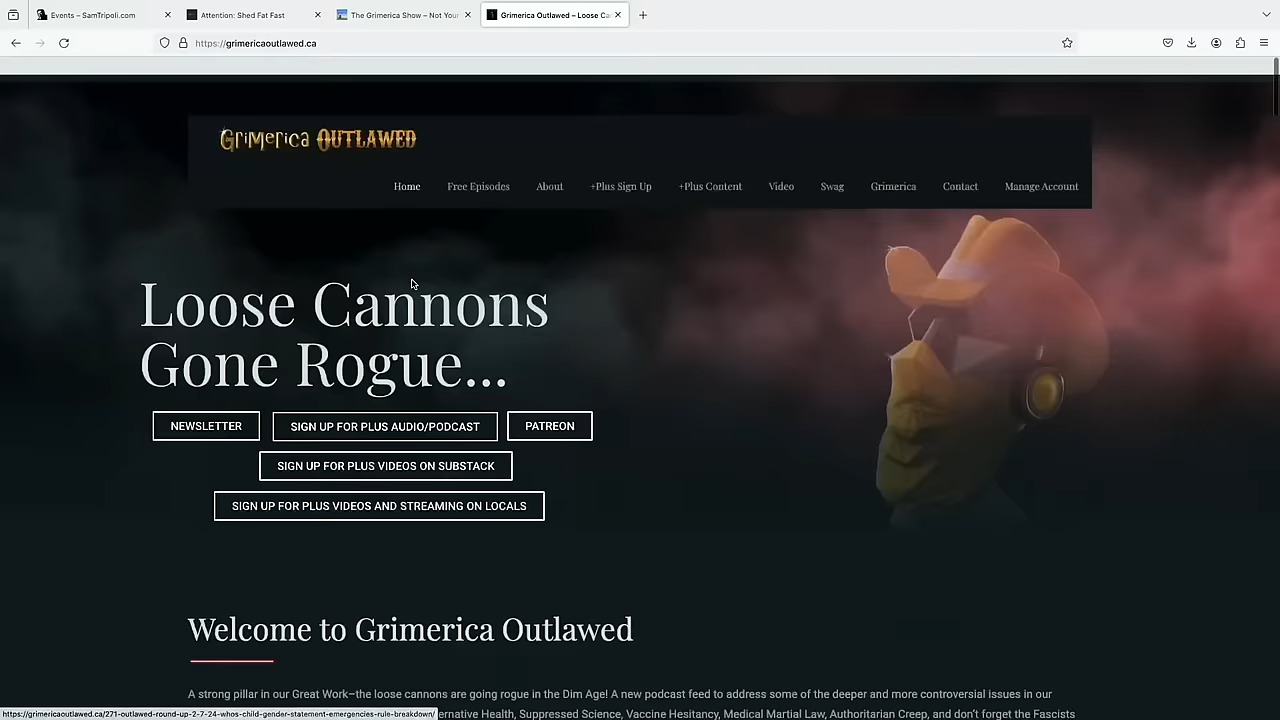 Events – SamTripoli.com
Attention: Shed Fat Fast
The Grimerica Show – Not Your
Grimerica Outlawed – Loose Ca
https://grimericaoutlawed.ca
Grimerica OUTLAWED
Home Free Episodes About +Plus Sign Up +Plus Content Video Swag Grimerica Contact Manage Account
Loose Cannons
Gone Rogue...
NEWSLETTER SIGN UP FOR PLUS AUDIO/PODCAST PATREON
SIGN UP FOR PLUS VIDEOS ON SUBSTACK
SIGN UP FOR PLUS VIDEOS AND STREAMING ON LOCALS
Welcome to Grimerica Outlawed
A strong pillar in our Great Work–the loose cannons are going rogue in the Dim Age! A new podcast feed to address some of the deeper and more controversial issues in our
https://grimericaoutlawed.ca/271-outlawed-round-up-2-7-24-whos-child-gender-statement-emergencies-rule-breakdown/ ernative Health, Suppressed Science, Vaccine Hesitancy, Medical Martial Law, Authoritarian Creep, and don't forget the Fascists